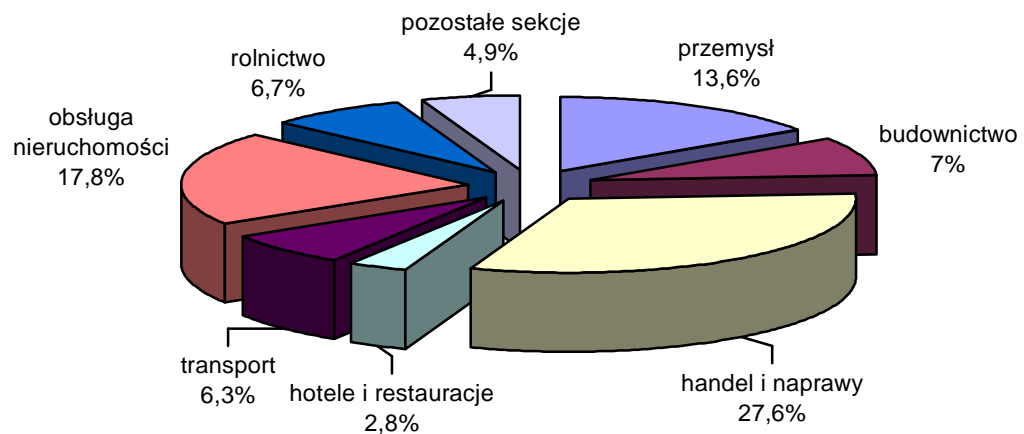 pozostałe sekcje
4,9%
przemysł
13,6%
rolnictwo
6,7%
budownictwo
7%
obsługa
nieruchomości
17,8%
transport
6,3%
hotele i restauracje
2,8%
handel i naprawy
27,6%